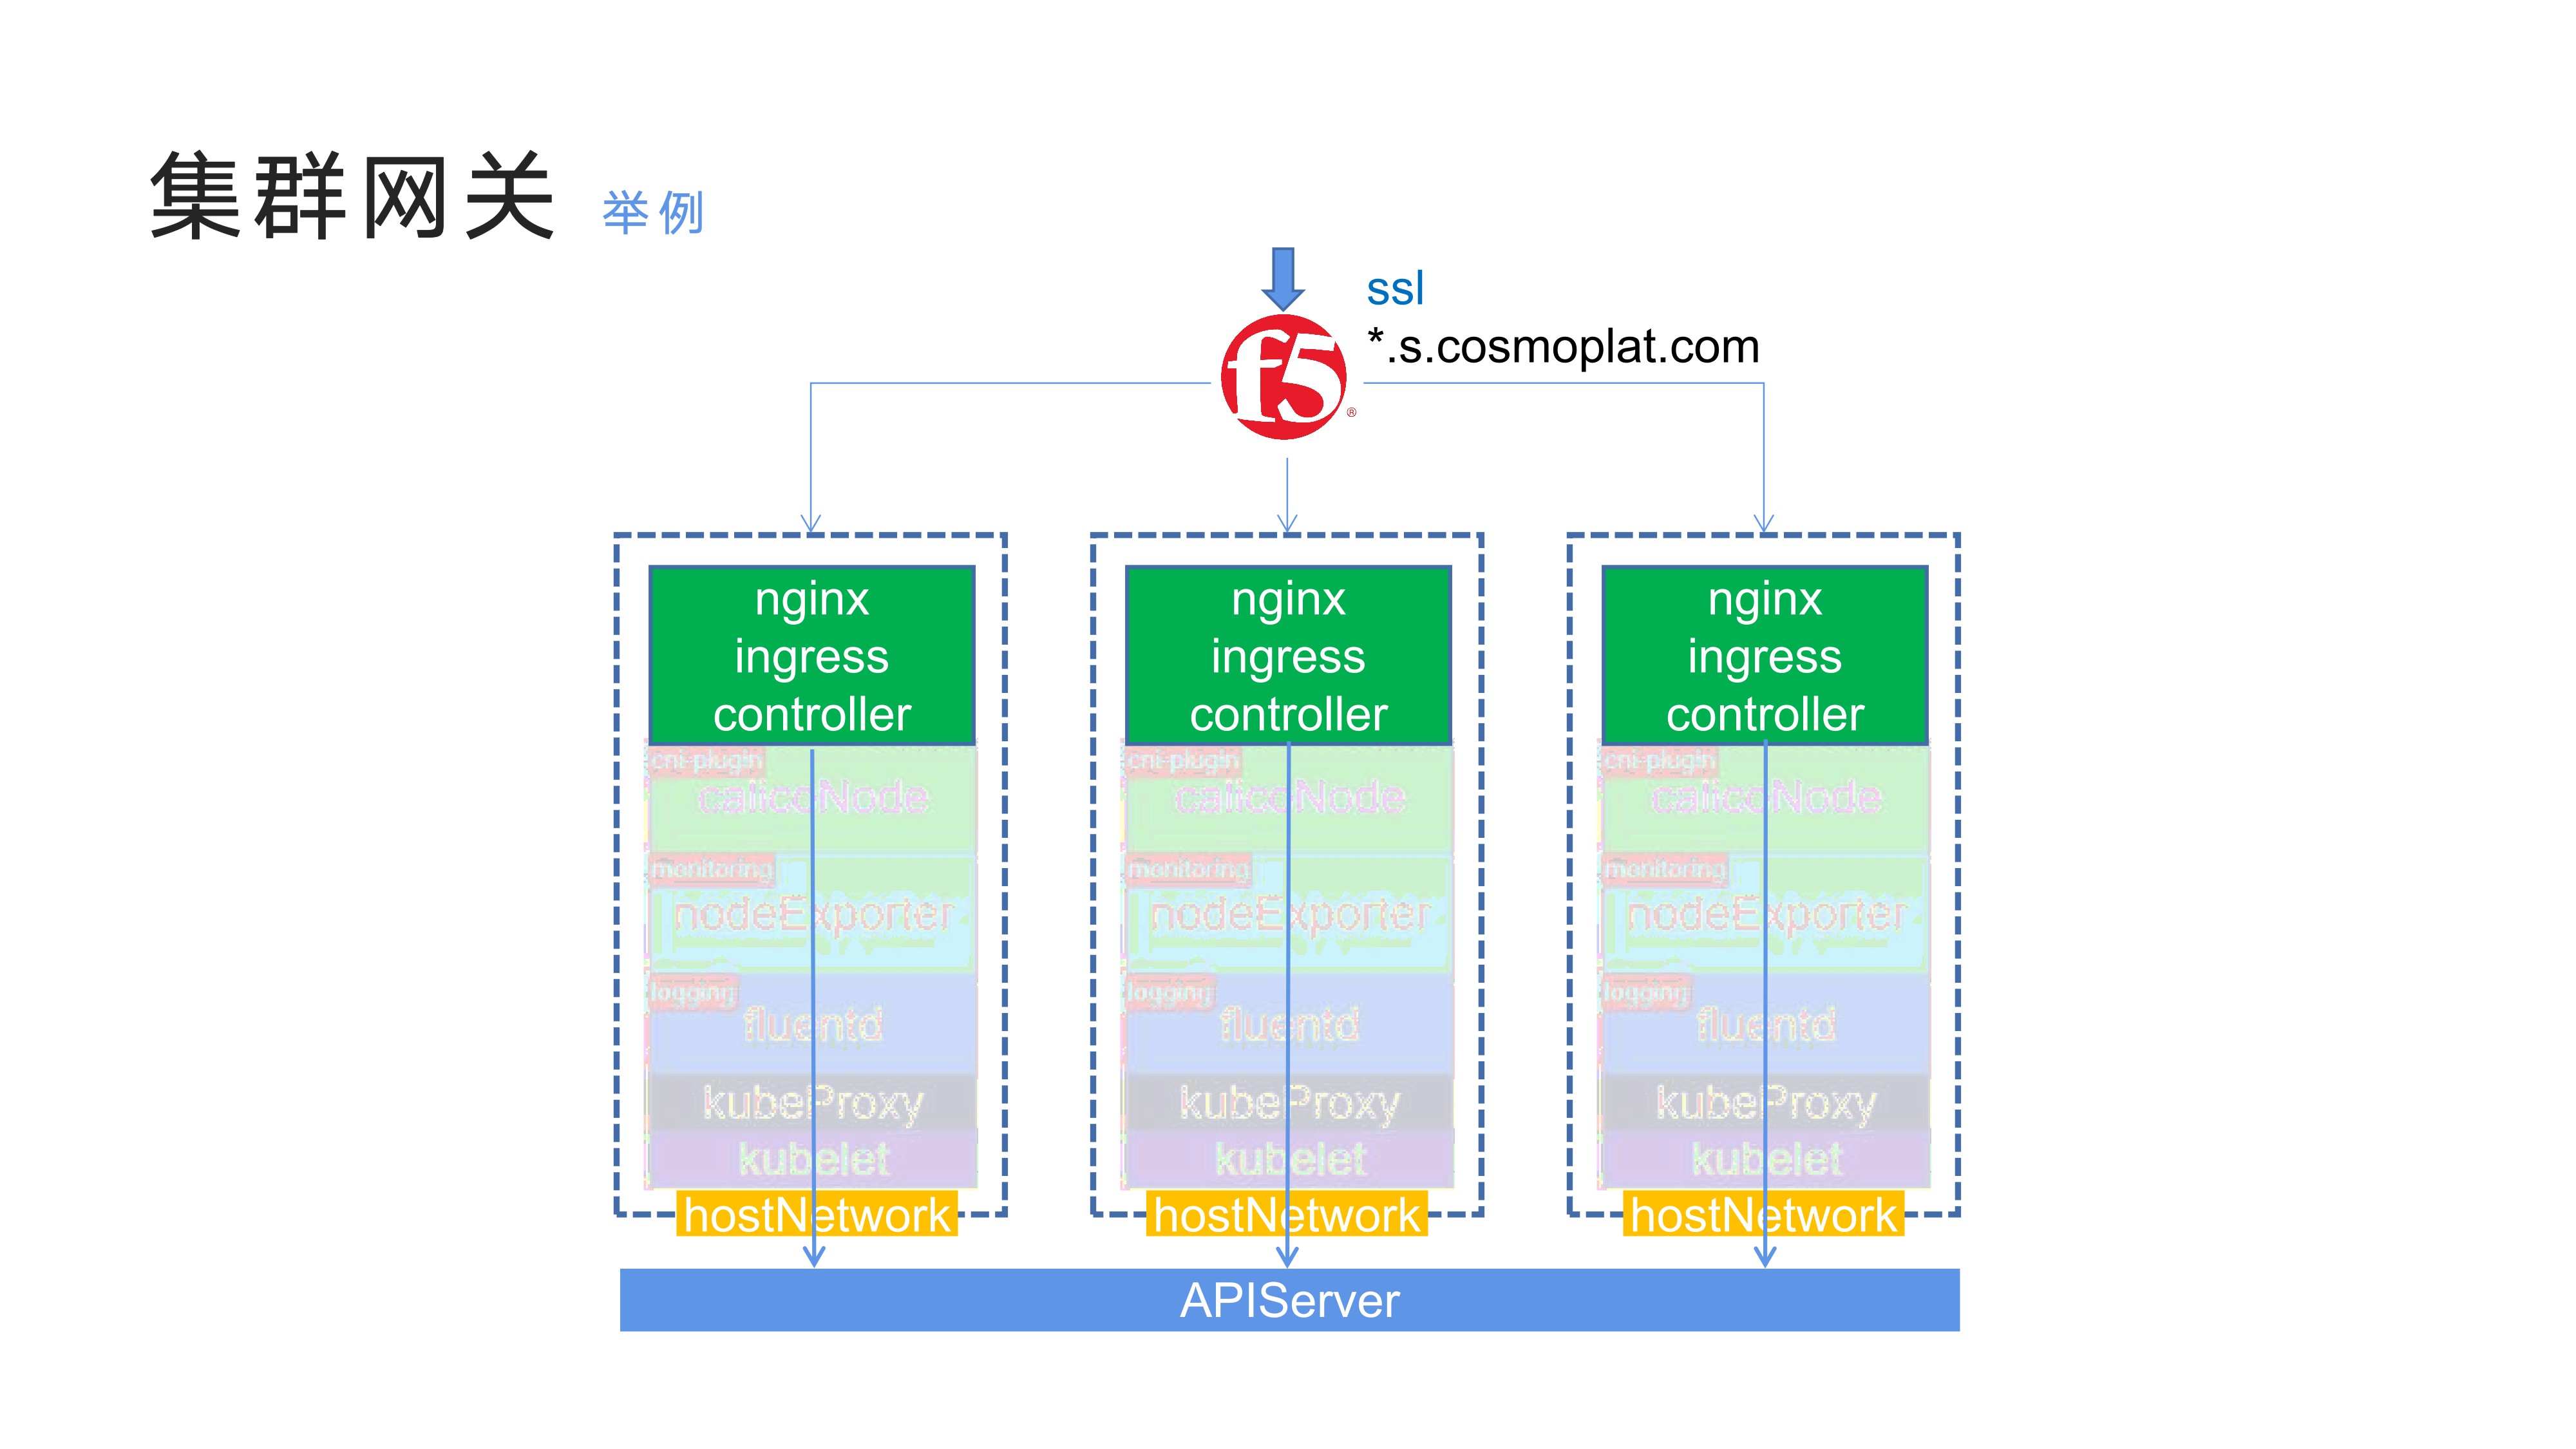 集群网关 举例
ssl
*.s.cosmoplat.com
f5
®
nginx
ingress
controller
cni-plugin
calicoNode
monitoring
nodeExporter
logging
fluentd
kubeProxy
kubelet
hostNetwork
nginx
ingress
controller
cni-plugin
calicoNode
monitoring
nodeExporter
logging
fluentd
kubeProxy
kubelet
hostNetwork
nginx
ingress
controller
cni-plugin
calicoNode
monitoring
nodeExporter
logging
fluentd
kubeProxy
kubelet
hostNetwork
APIServer